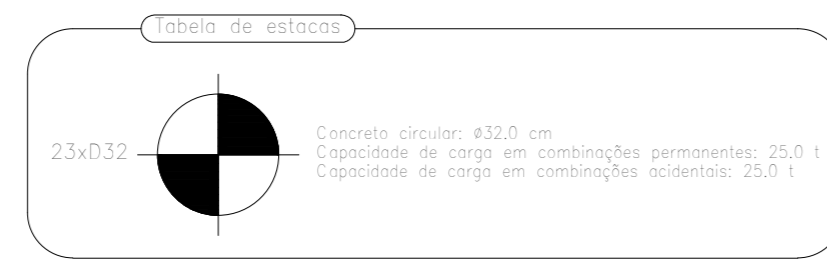 Tabela de estacas
23xD32
Concreto circular: ø32.0 cm
Capacidade de carga em combinações permanentes: 25.0 t
Capacidade de carga em combinações acidentais: 25.0 t